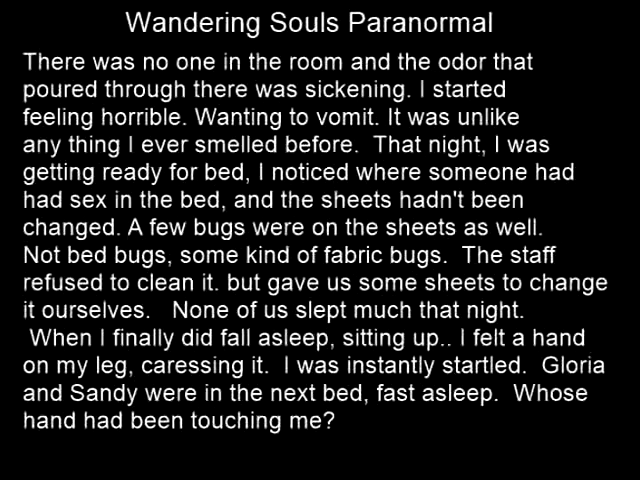 Wandering Souls Paranormal
There was no one in the room and the odor that
poured through there was sickening. I started
feeling horrible. Wanting to vomit. It was unlike
any thing I ever smelled before.  That night, I was
getting ready for bed, I noticed where someone had
had sex in the bed, and the sheets hadn't been
changed. A few bugs were on the sheets as well.
Not bed bugs, some kind of fabric bugs.  The staff
refused to clean it. but gave us some sheets to change
it ourselves.   None of us slept much that night.
When I finally did fall asleep, sitting up.. I felt a hand
on my leg, caressing it.  I was instantly startled.  Gloria
and Sandy were in the next bed, fast asleep.  Whose
hand had been touching me?